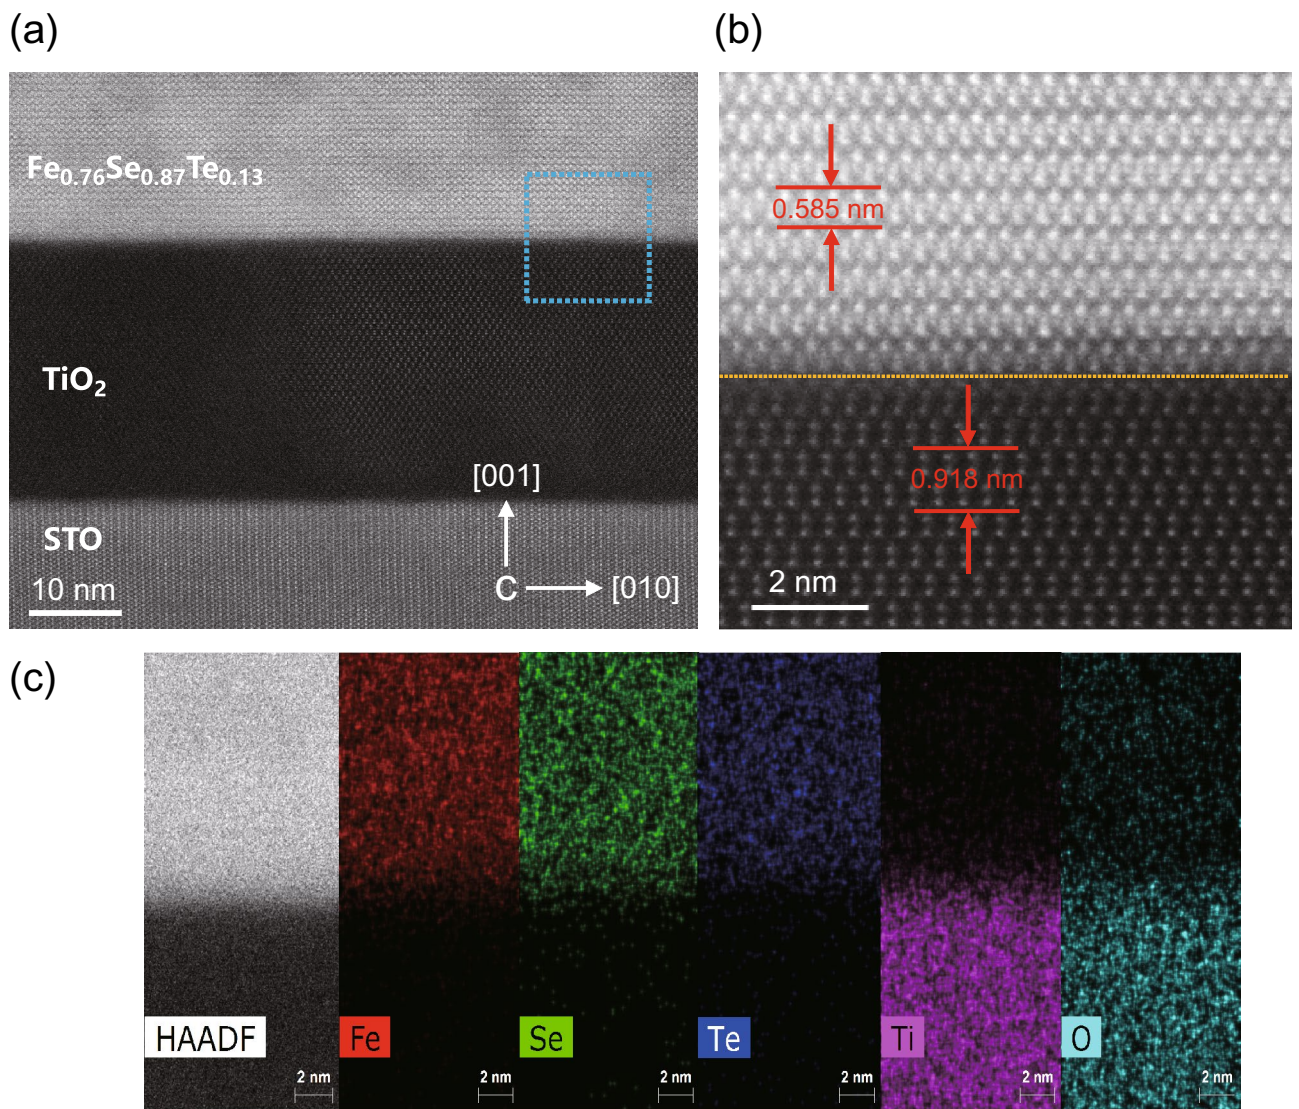 (a)
(b)
Fe₀.₇₆Se₀.₈₇Te₀.₁₃
0.585 nm
TiO₂
[001]
0.918 nm
STO
10 nm
C
[010]
2 nm
(c)
HAADF
Fe
Se
Te
Ti
O
2 nm
2 nm
2 nm
2 nm
2 nm
2 nm